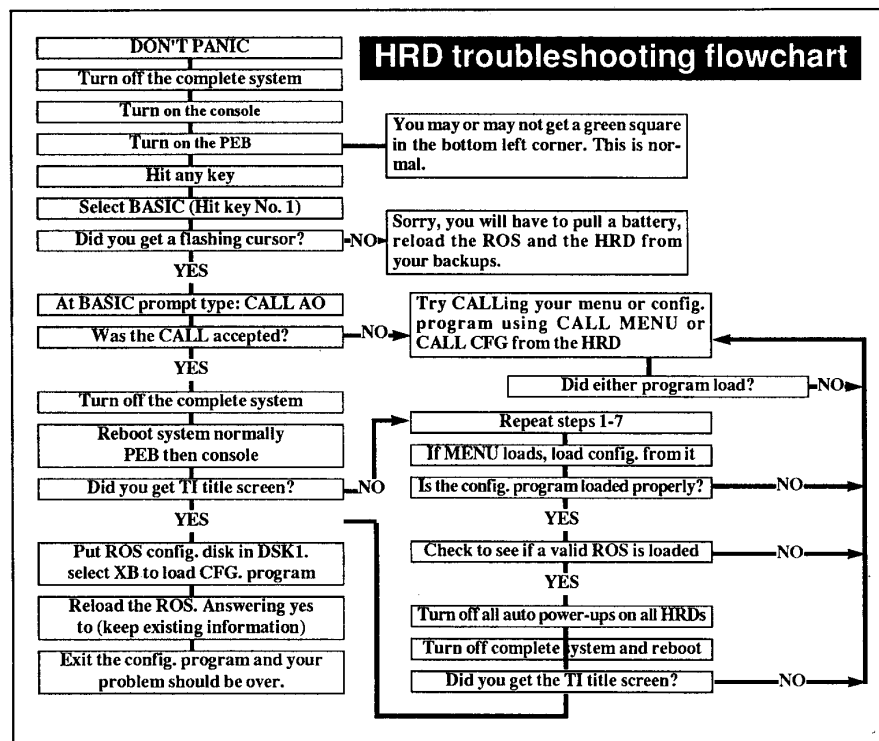 HRD troubleshooting flowchart
DON'T PANIC
Turn off the complete system
Turn on the console
Turn on the PEB
You may or may not get a green square
in the bottom left corner. This is nor-
mal.
Hit any key
Select BASIC (Hit key No. 1)
Did you get a flashing cursor?
NO
Sorry, you will have to pull a battery,
reload the ROS and the HRD from
your backups.
YES
At BASIC prompt type: CALL AO
Was the CALL accepted?
NO
Try CALLing your menu or config.
program using CALL MENU or
CALL CFG from the HRD
Did either program load?
NO
YES
Turn off the complete system
Reboot system normally
PEB then console
Did you get TI title screen?
NO
Repeat steps 1-7
If MENU loads, load config. from it
Is the config. program loaded properly?
NO
YES
Check to see if a valid ROS is loaded
NO
YES
Turn off all auto power-ups on all HRDs
Turn off complete system and reboot
Did you get the TI title screen?
NO
YES
Put ROS config. disk in DSK1.
select XB to load CFG. program
Reload the ROS. Answering yes
to (keep existing information)
Exit the config. program and your
problem should be over.